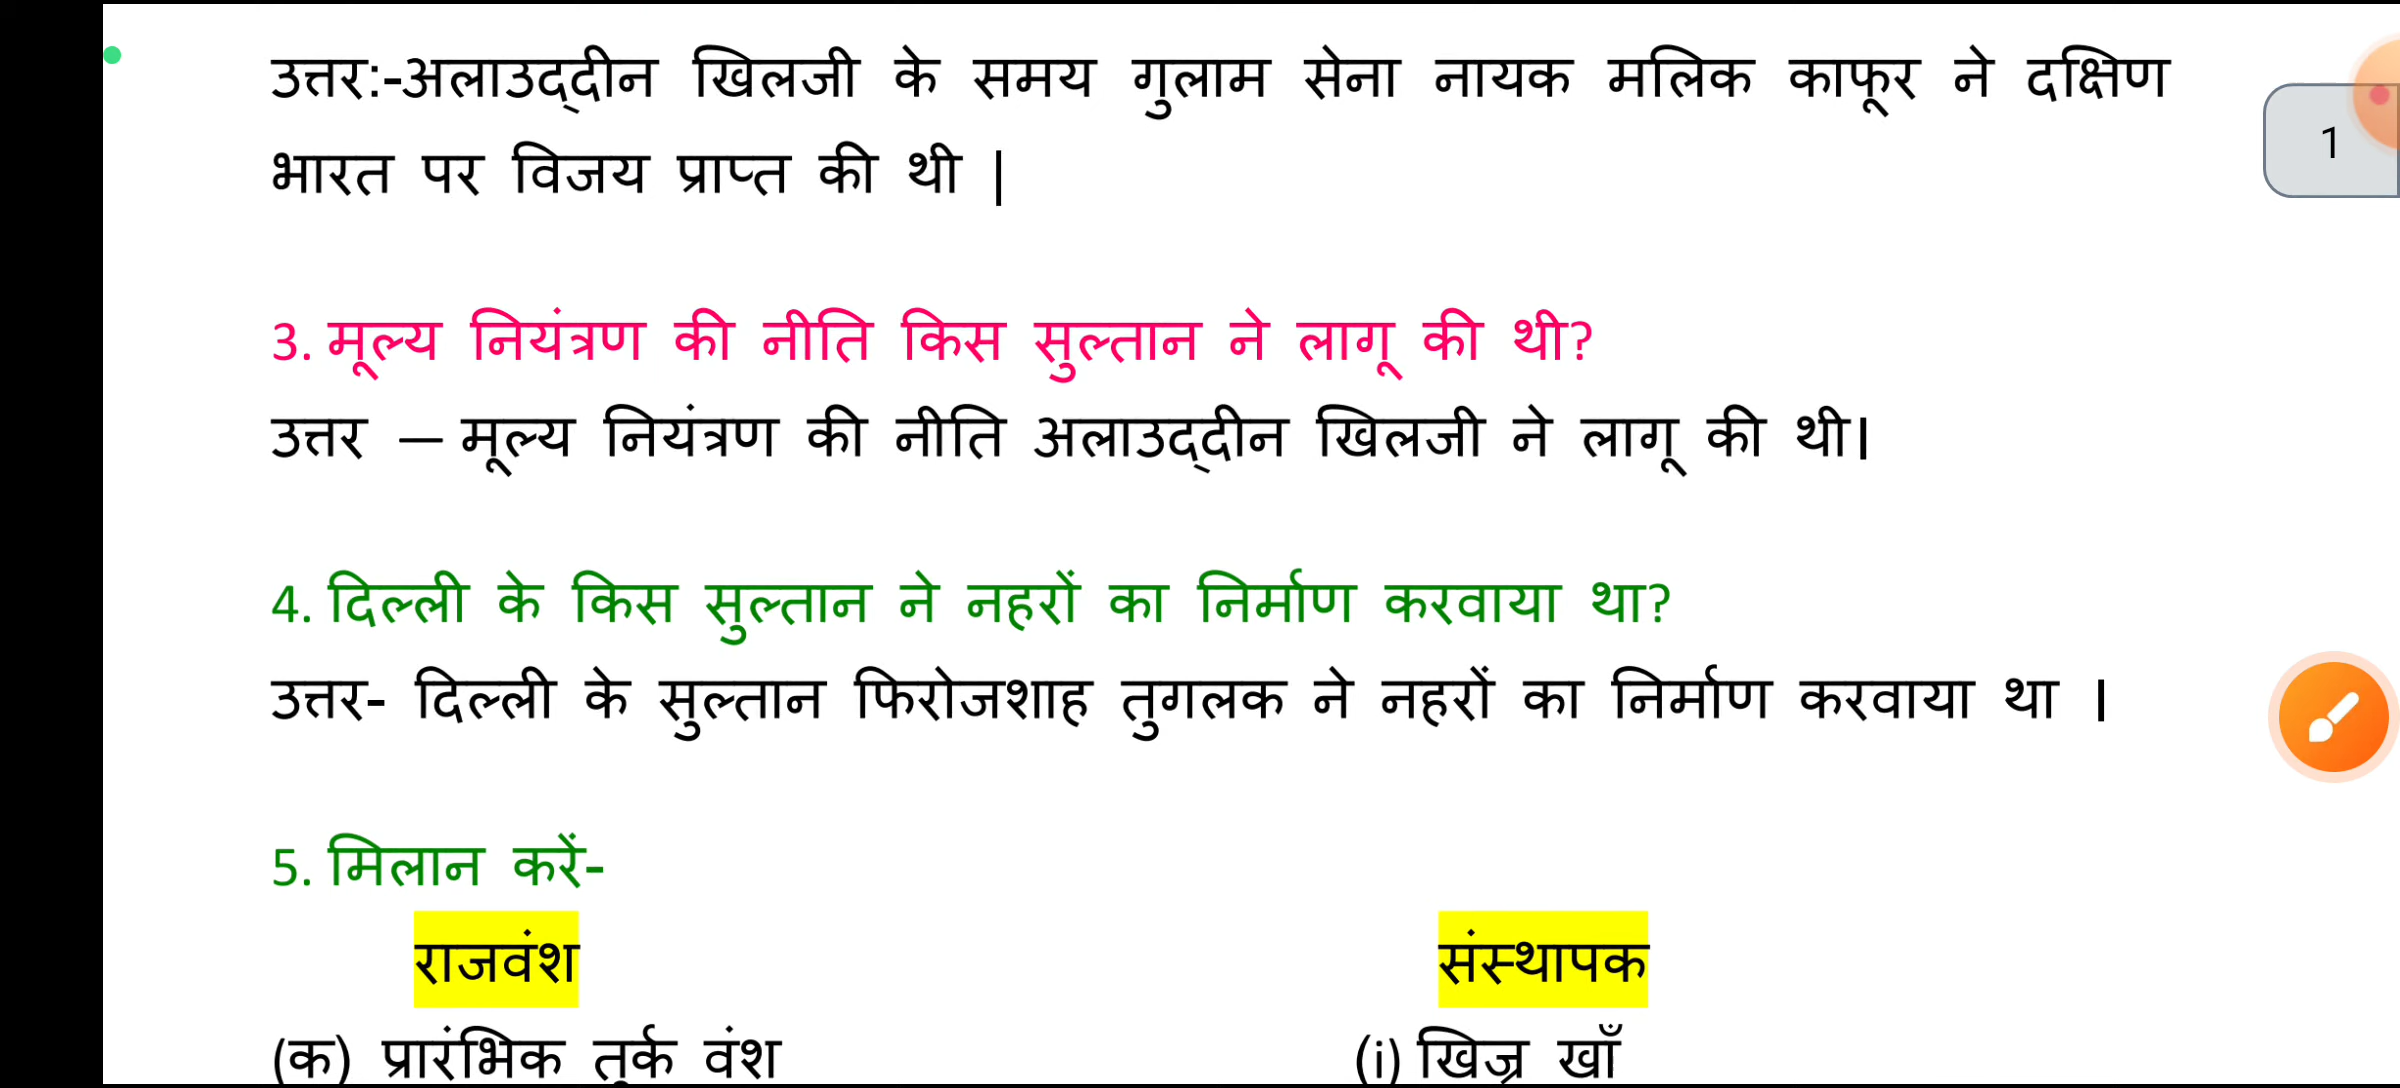 उत्तर:-अलाउद्दीन खिलजी के समय गुलाम सेना नायक मलिक काफूर ने दक्षिण
भारत पर विजय प्राप्त की थी |
1
3. मूल्य नियंत्रण की नीति किस सुल्तान ने लागू की थी?
उत्तर — मूल्य नियंत्रण की नीति अलाउद्दीन खिलजी ने लागू की थी।
4. दिल्ली के किस सुल्तान ने नहरों का निर्माण करवाया था?
उत्तर- दिल्ली के सुल्तान फिरोजशाह तुगलक ने नहरों का निर्माण करवाया था ।
5. मिलान करें-
राजवंश संस्थापक
(क) प्रारंभिक तुर्क वंश (i) खिज्र खाँ